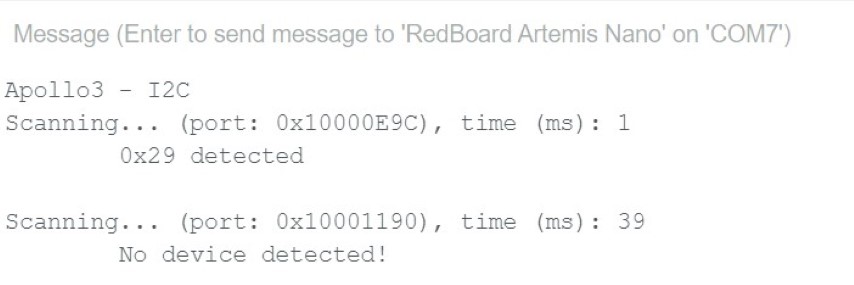 Message (Enter to send message to 'RedBoard Artemis Nano' on 'COM7')
Apollo3 - I2C
Scanning... (port: 0x10000E9C), time (ms): 1
0x29 detected
Scanning... (port: 0x10001190), time (ms): 39
No device detected!